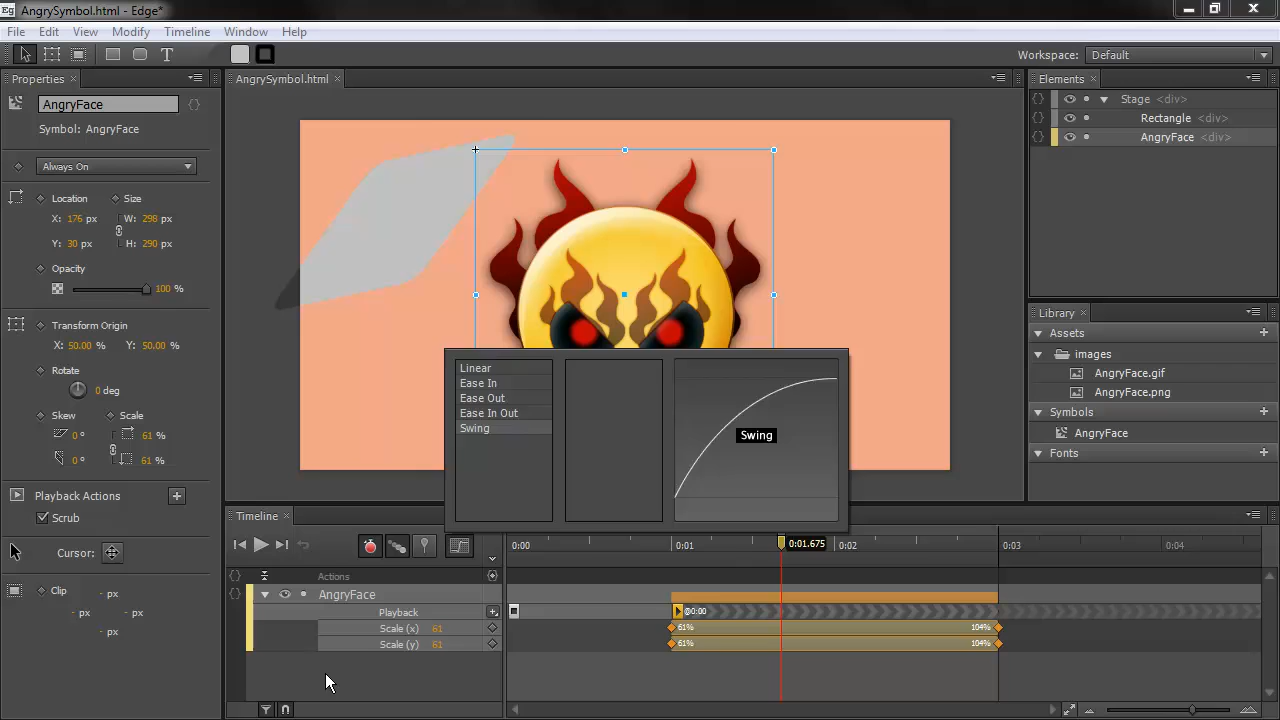 Eg AngrySymbol.html - Edge*
File Edit View Modify Timeline Window Help
T Workspace: Default
Properties AngrySymbol.html Elements
AngryFace {} {} Stage <div>
Symbol: AngryFace {} Rectangle <div>
{} AngryFace <div>
Always On
Location Size
X: 176 px W: 298 px
Y: 30 px H: 290 px
Opacity
100 %
Transform Origin
X: 50.00 % Y: 50.00 %
Rotate
0 deg
Skew Scale
0 º 61 %
0 º 61 %
Playback Actions
Scrub
Cursor:
Clip
- px
- px - px
- px
Linear
Ease In
Ease Out
Ease In Out
Swing
Swing
Library
Assets
images
AngryFace.gif
AngryFace.png
Symbols
AngryFace
Fonts
Timeline
0:00 0:01 0:01.675 0:02 0:03 0:04
{} Actions
{} AngryFace
Playback @0:00
Scale (x) 61 61% 104%
Scale (y) 61 61% 104%